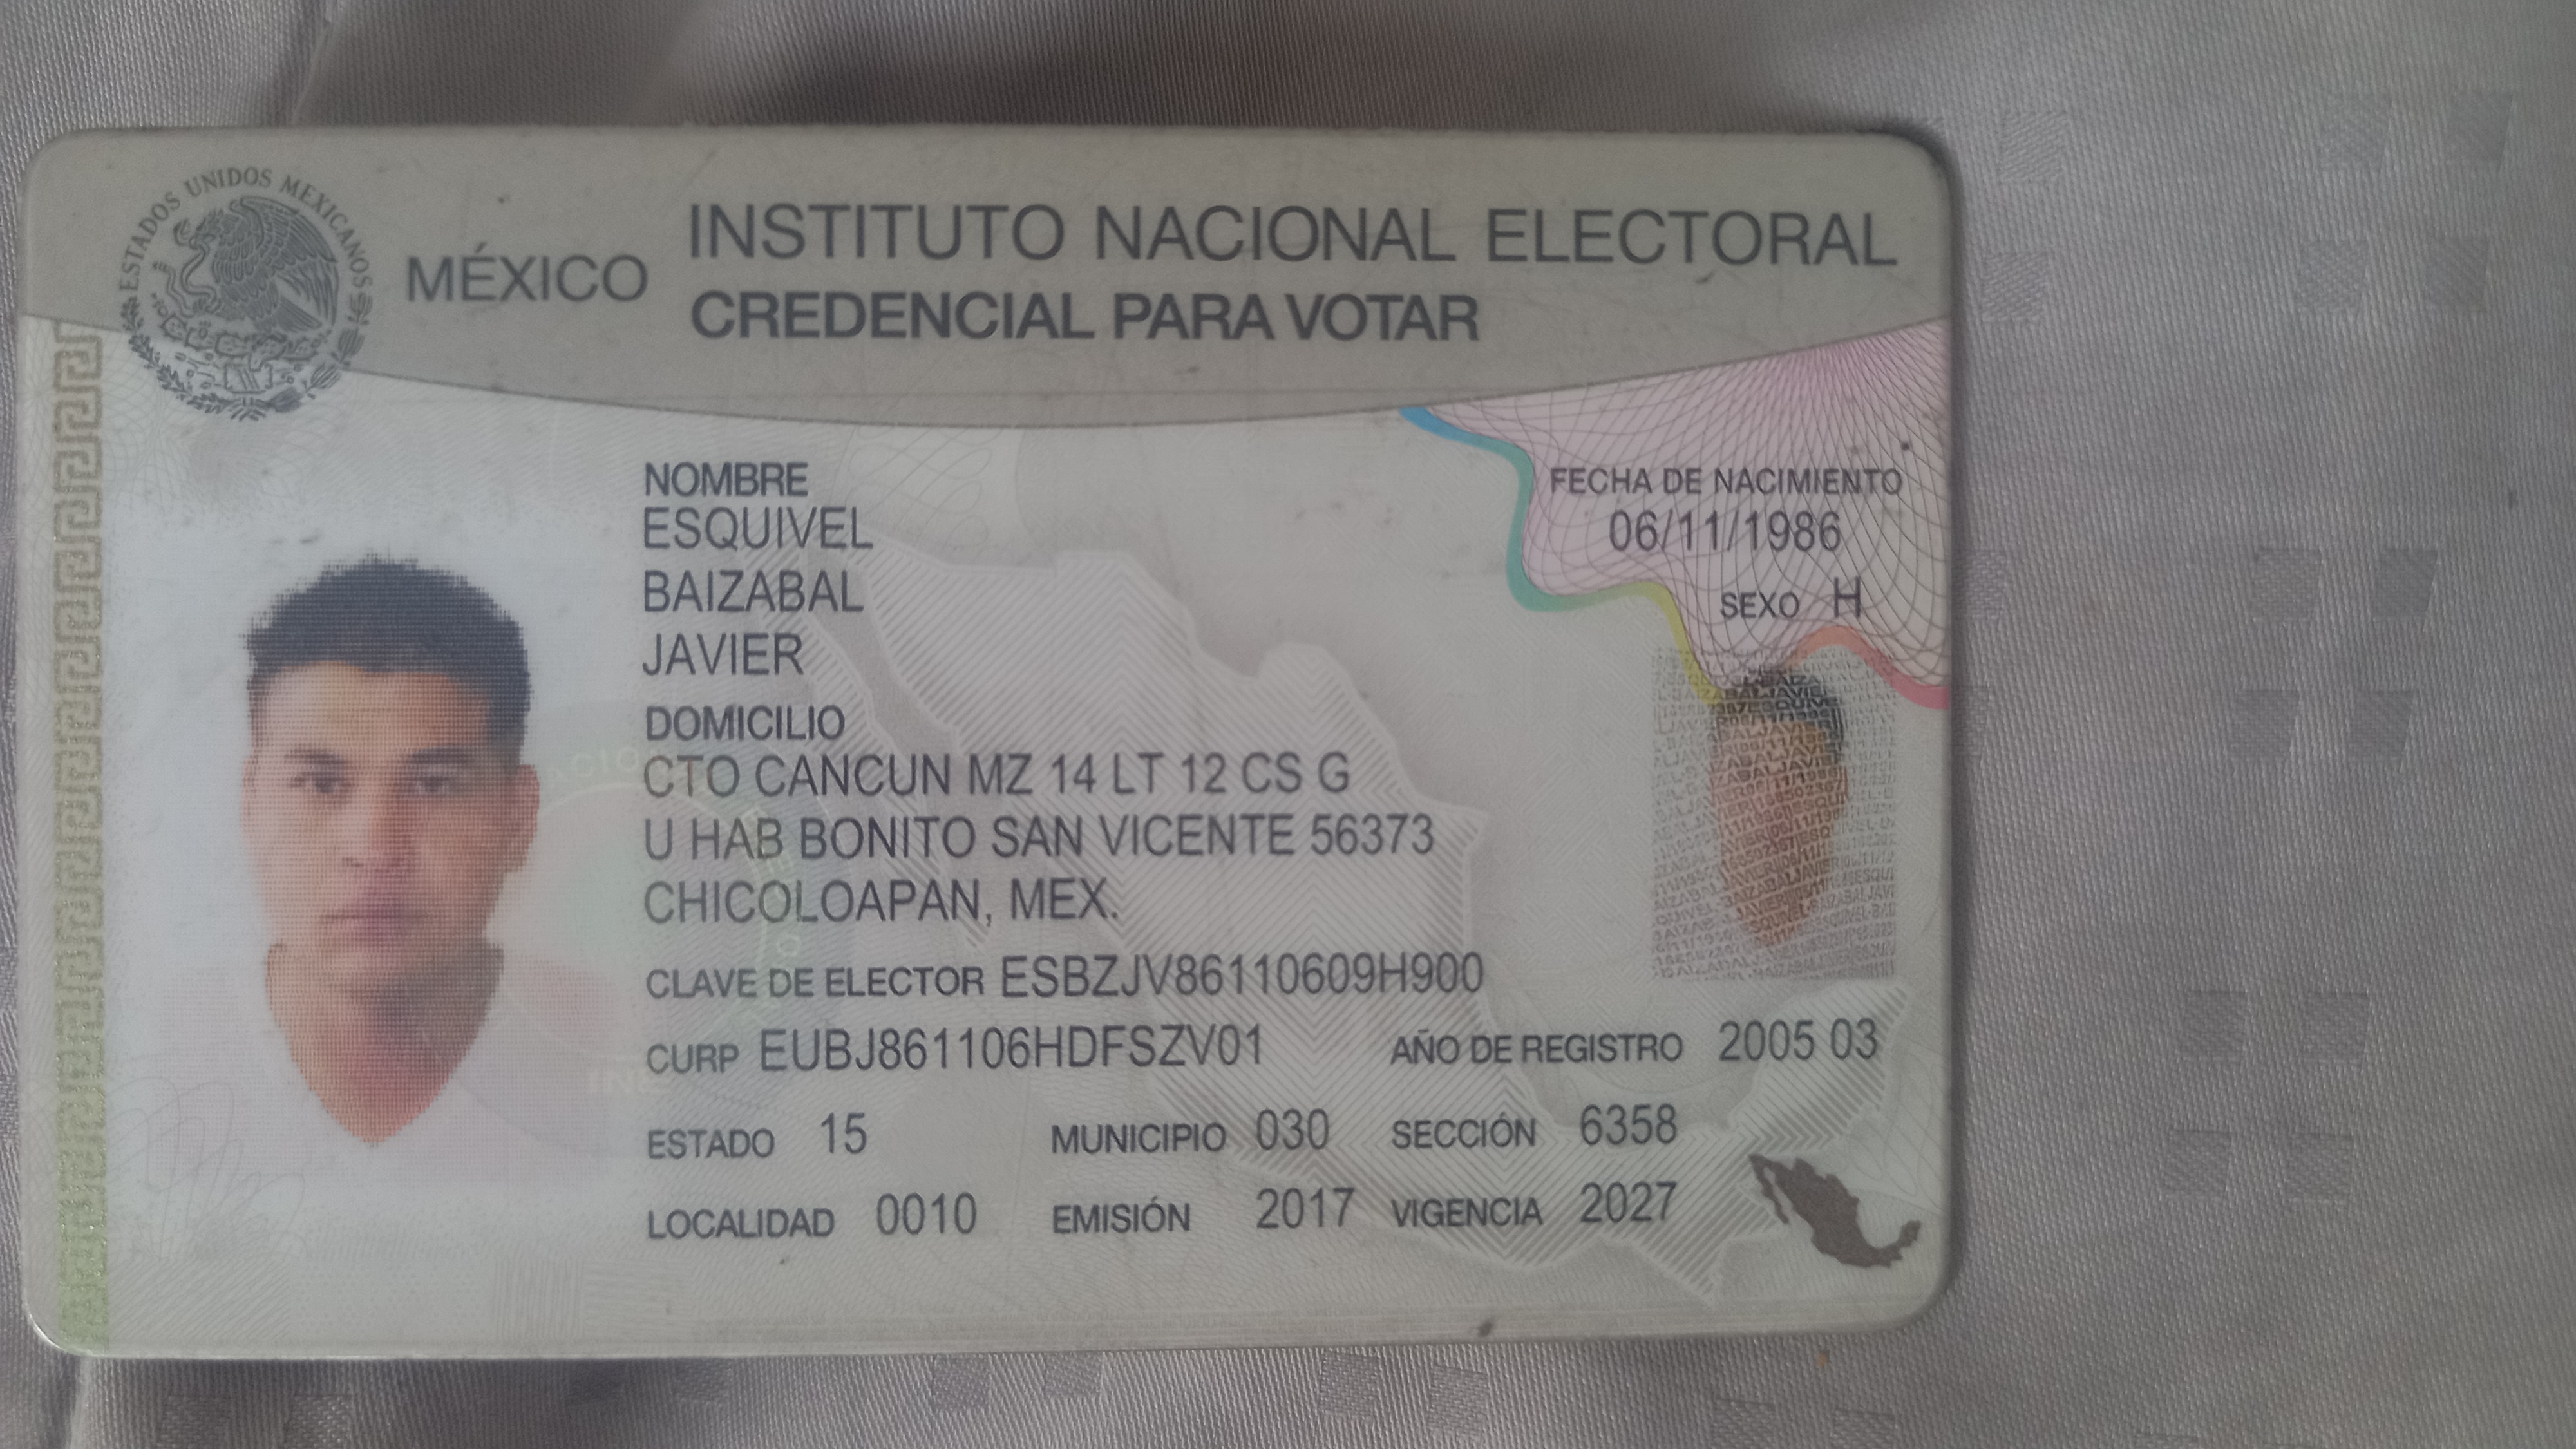 ESTADOS UNIDOS MEXICANOS
MÉXICO
INSTITUTO NACIONAL ELECTORAL
CREDENCIAL PARA VOTAR
NOMBRE
ESQUIVEL
BAIZABAL
JAVIER
FECHA DE NACIMIENTO
06/11/1986
SEXO H
DOMICILIO
CTO CANCUN MZ 14 LT 12 CS G
U HAB BONITO SAN VICENTE 56373
CHICOLOAPAN, MEX.
CLAVE DE ELECTOR ESBZJV86110609H900
CURP EUBJ861106HDFSZV01 AÑO DE REGISTRO 2005 03
ESTADO 15 MUNICIPIO 030 SECCIÓN 6358
LOCALIDAD 0010 EMISIÓN 2017 VIGENCIA 2027